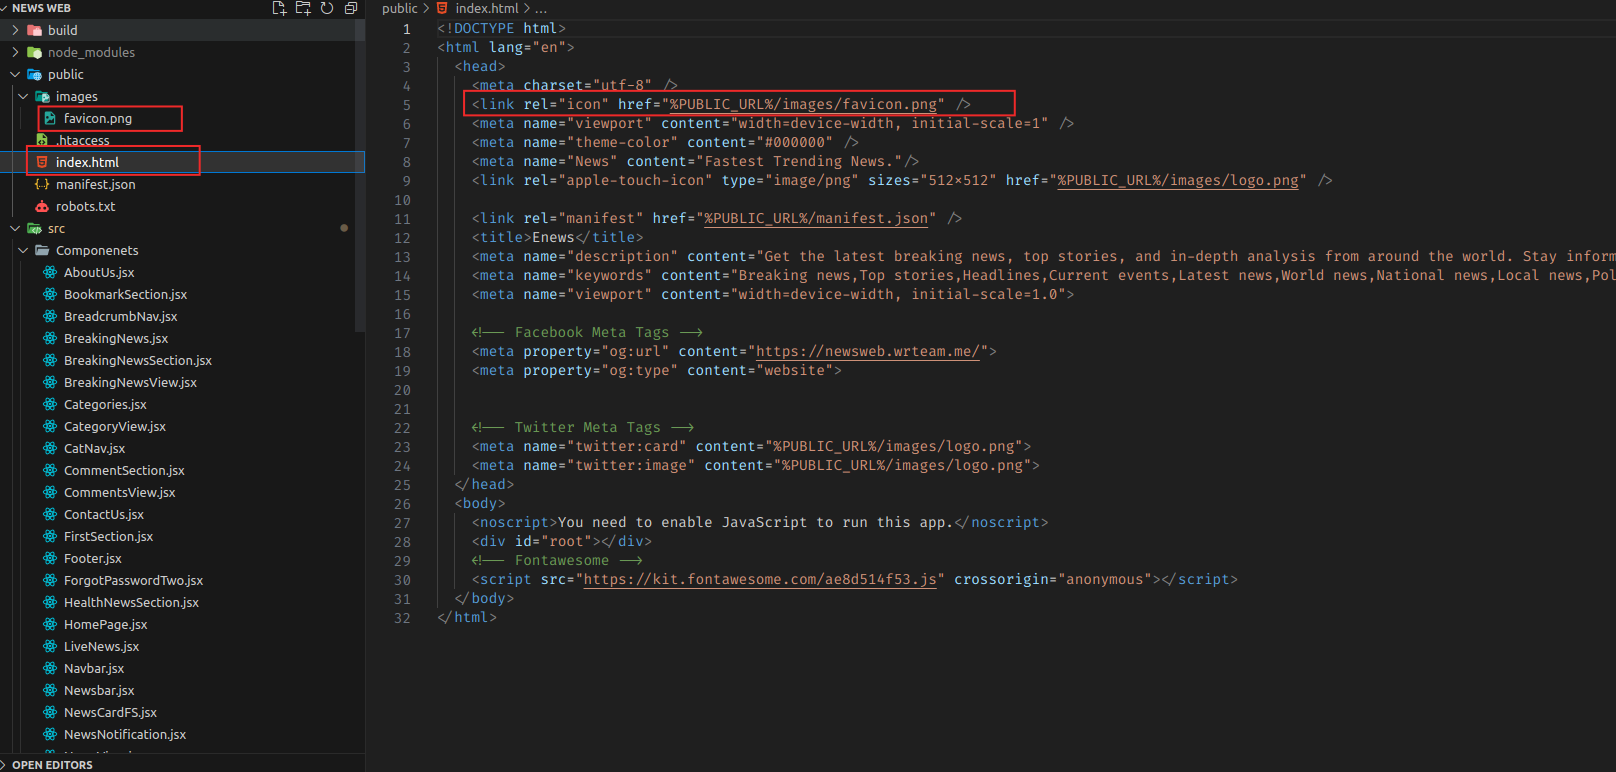 NEWS WEB
build
node_modules
public
images
favicon.png
.htaccess
index.html
manifest.json
robots.txt
src
Componenets
AboutUs.jsx
BookmarkSection.jsx
BreadcrumbNav.jsx
BreakingNews.jsx
BreakingNewsSection.jsx
BreakingNewsView.jsx
Categories.jsx
CategoryView.jsx
CatNav.jsx
CommentSection.jsx
CommentsView.jsx
ContactUs.jsx
FirstSection.jsx
Footer.jsx
ForgotPasswordTwo.jsx
HealthNewsSection.jsx
HomePage.jsx
LiveNews.jsx
Navbar.jsx
Newsbar.jsx
NewsCardFS.jsx
NewsNotification.jsx
OPEN EDITORS
public > index.html > ...
1 <!DOCTYPE html>
2 <html lang="en">
3 <head>
4 <meta charset="utf-8" />
5 <link rel="icon" href="%PUBLIC_URL%/images/favicon.png" />
6 <meta name="viewport" content="width=device-width, initial-scale=1" />
7 <meta name="theme-color" content="#000000" />
8 <meta name="News" content="Fastest Trending News."/>
9 <link rel="apple-touch-icon" type="image/png" sizes="512×512" href="%PUBLIC_URL%/images/logo.png" />
10
11 <link rel="manifest" href="%PUBLIC_URL%/manifest.json" />
12 <title>Enews</title>
13 <meta name="description" content="Get the latest breaking news, top stories, and in-depth analysis from around the world. Stay inform
14 <meta name="keywords" content="Breaking news,Top stories,Headlines,Current events,Latest news,World news,National news,Local news,Pol
15 <meta name="viewport" content="width=device-width, initial-scale=1.0">
16
17 <!-- Facebook Meta Tags -->
18 <meta property="og:url" content="https://newsweb.wrteam.me/">
19 <meta property="og:type" content="website">
20
21
22 <!-- Twitter Meta Tags -->
23 <meta name="twitter:card" content="%PUBLIC_URL%/images/logo.png">
24 <meta name="twitter:image" content="%PUBLIC_URL%/images/logo.png">
25 </head>
26 <body>
27 <noscript>You need to enable JavaScript to run this app.</noscript>
28 <div id="root"></div>
29 <!-- Fontawesome -->
30 <script src="https://kit.fontawesome.com/ae8d514f53.js" crossorigin="anonymous"></script>
31 </body>
32 </html>